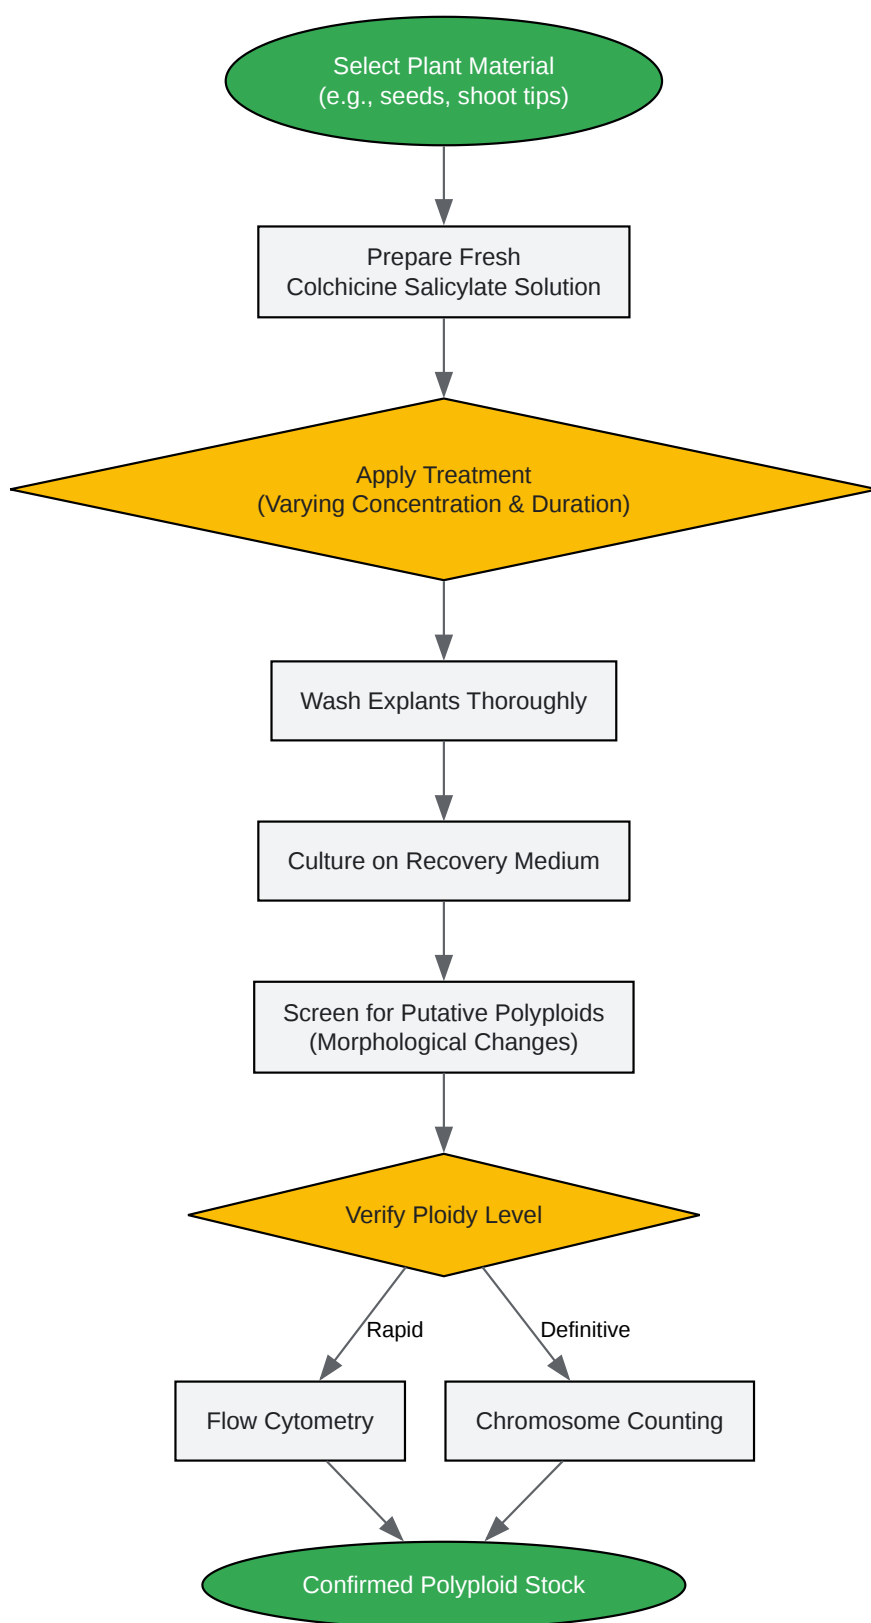 Select Plant Material
(e.g., seeds, shoot tips)
Prepare Fresh
Colchicine Salicylate Solution
Apply Treatment
(Varying Concentration & Duration)
Wash Explants Thoroughly
Culture on Recovery Medium
Screen for Putative Polyploids
(Morphological Changes)
Verify Ploidy Level
Rapid
Definitive
Flow Cytometry
Chromosome Counting
Confirmed Polyploid Stock